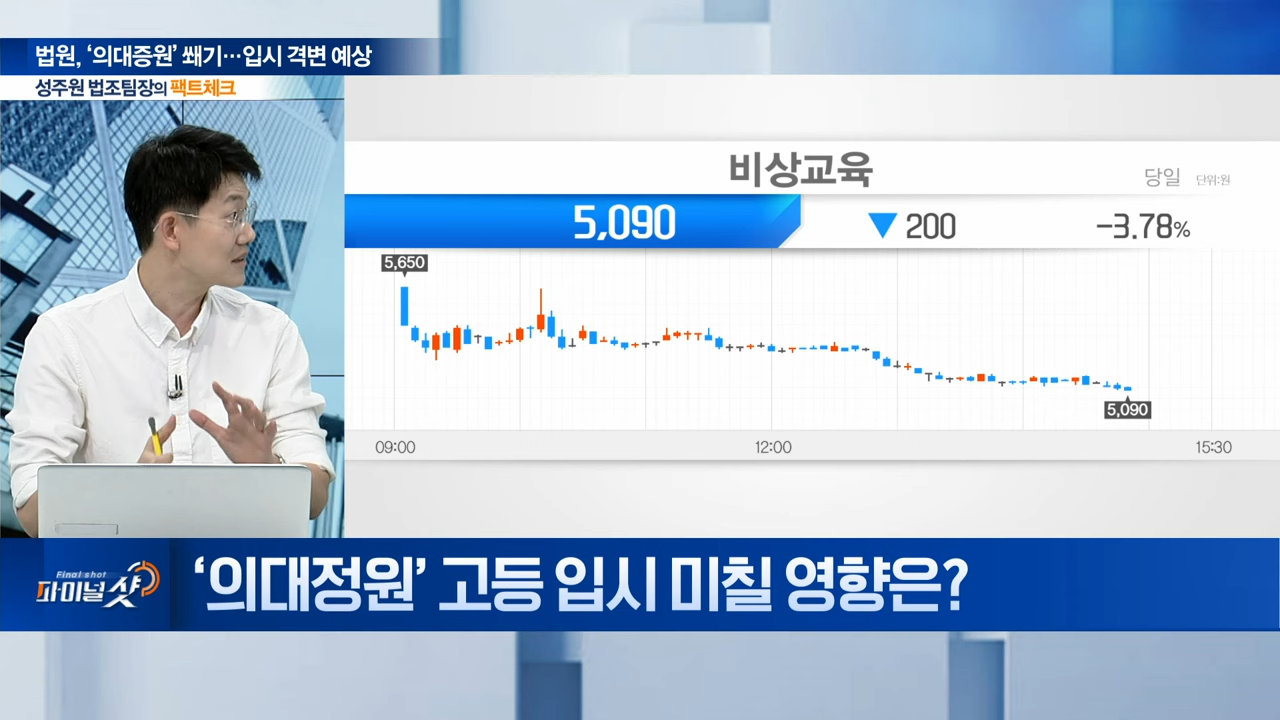 법원, ‘의대증원’ 쐐기…입시 격변 예상
성주원 법조팀장의 팩트체크
비상교육
당일 단위:원
5,090 ▼ 200 -3.78%
5,650
5,090
09:00 12:00 15:30
Final shot
파이널샷
‘의대정원’ 고등 입시 미칠 영향은?